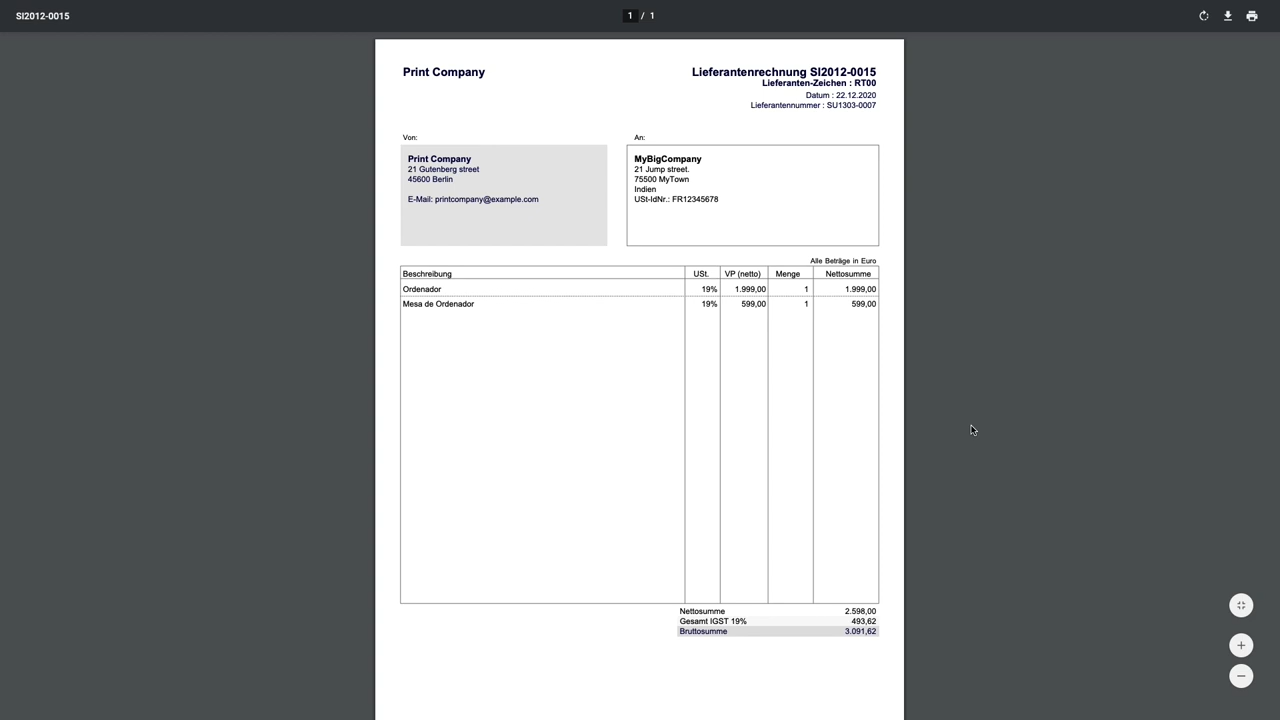 SI2012-0015
1 / 1
Print Company
Lieferantenrechnung SI2012-0015
Lieferanten-Zeichen : RT00
Datum : 22.12.2020
Lieferantennummer : SU1303-0007
Von:
An:
Print Company
21 Gutenberg street
45600 Berlin
E-Mail: printcompany@example.com
MyBigCompany
21 Jump street.
75500 MyTown
Indien
USt-IdNr.: FR12345678
Alle Beträge in Euro
Beschreibung USt. VP (netto) Menge Nettosumme
Ordenador 19% 1.999,00 1 1.999,00
Mesa de Ordenador 19% 599,00 1 599,00
Nettosumme 2.598,00
Gesamt IGST 19% 493,62
Bruttosumme 3.091,62